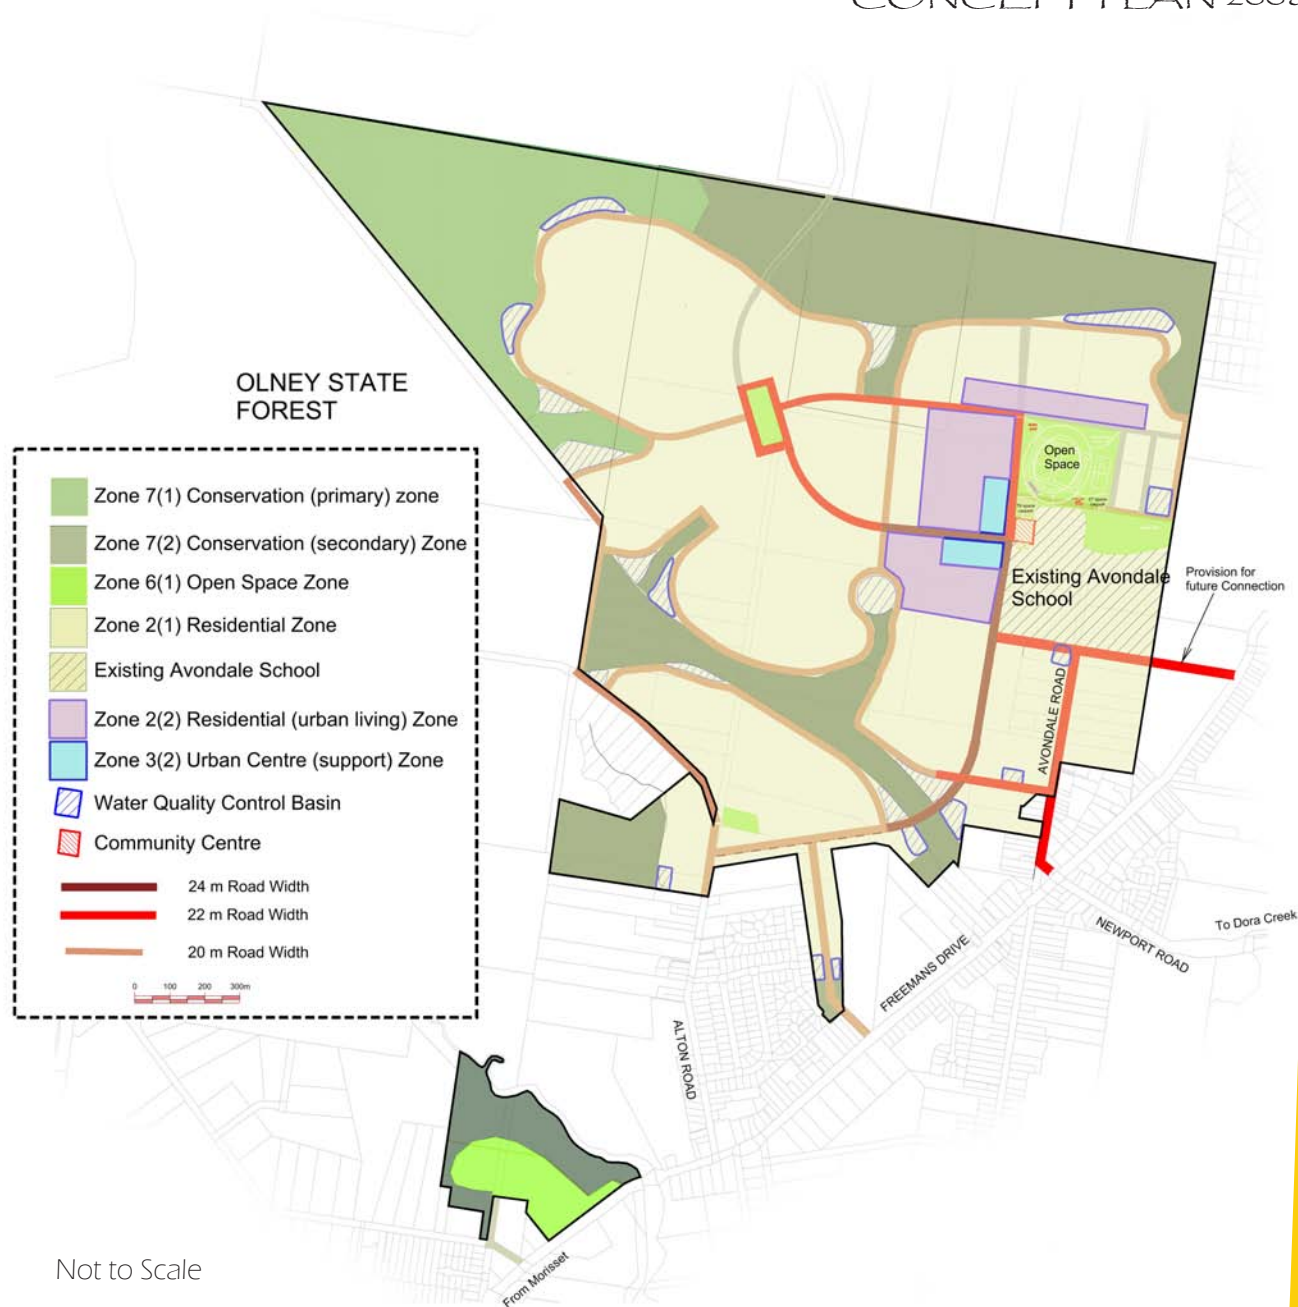 CONCEPT PLAN
OLNEY STATE
FOREST
Zone 7(1) Conservation (primary) zone
Zone 7(2) Conservation (secondary) Zone
Zone 6(1) Open Space Zone
Zone 2(1) Residential Zone
Existing Avondale School
Zone 2(2) Residential (urban living) Zone
Zone 3(2) Urban Centre (support) Zone
Water Quality Control Basin
Community Centre
24 m Road Width
22 m Road Width
20 m Road Width
0 100 200 300m
Open
Space
Existing Avondale
School
Provision for
future Connection
AVONDALE ROAD
NEWPORT ROAD
To Dora Creek
FREEMANS DRIVE
ALTON ROAD
From Morisset
Not to Scale